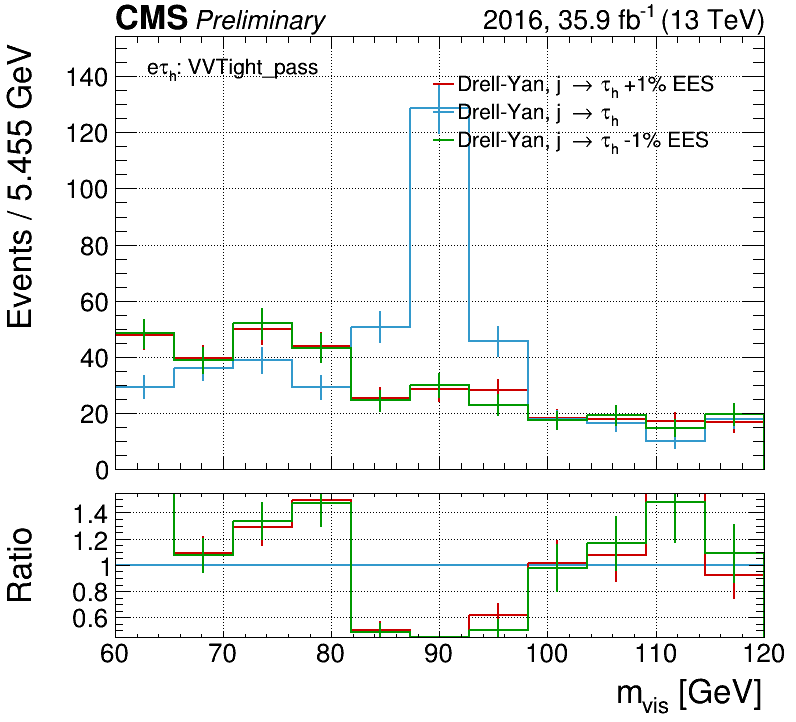 CMS Preliminary 2016, 35.9 fb⁻¹ (13 TeV)
eτₕ: VVTight_pass
Drell-Yan, j → τₕ +1% EES
Drell-Yan, j → τₕ
Drell-Yan, j → τₕ -1% EES
Events / 5.455 GeV
140
120
100
80
60
40
20
0
Ratio
1.4
1.2
1
0.8
0.6
60 70 80 90 100 110 120
m_vis [GeV]